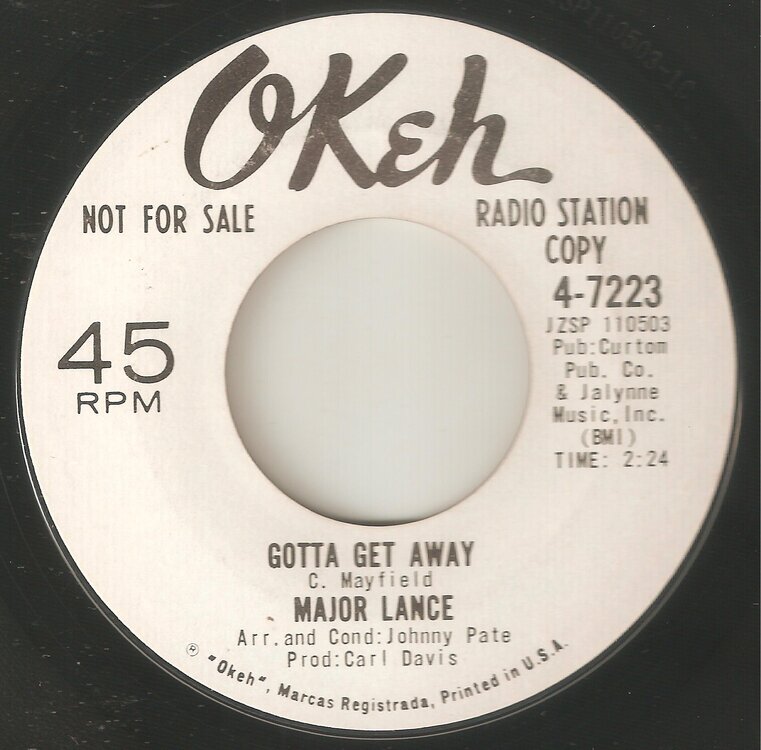 OKeh
NOT FOR SALE
RADIO STATION
COPY
4-7223
JZSP 110503
Pub:Curtom
Pub. Co.
& Jalynne
Music,Inc.
(BMI)
TIME: 2:24
45
RPM
GOTTA GET AWAY
C. Mayfield
MAJOR LANCE
Arr.and Cond:Johnny Pate
Prod:Carl Davis
® "Okeh", Marcas Registrada, Printed in U.S.A.